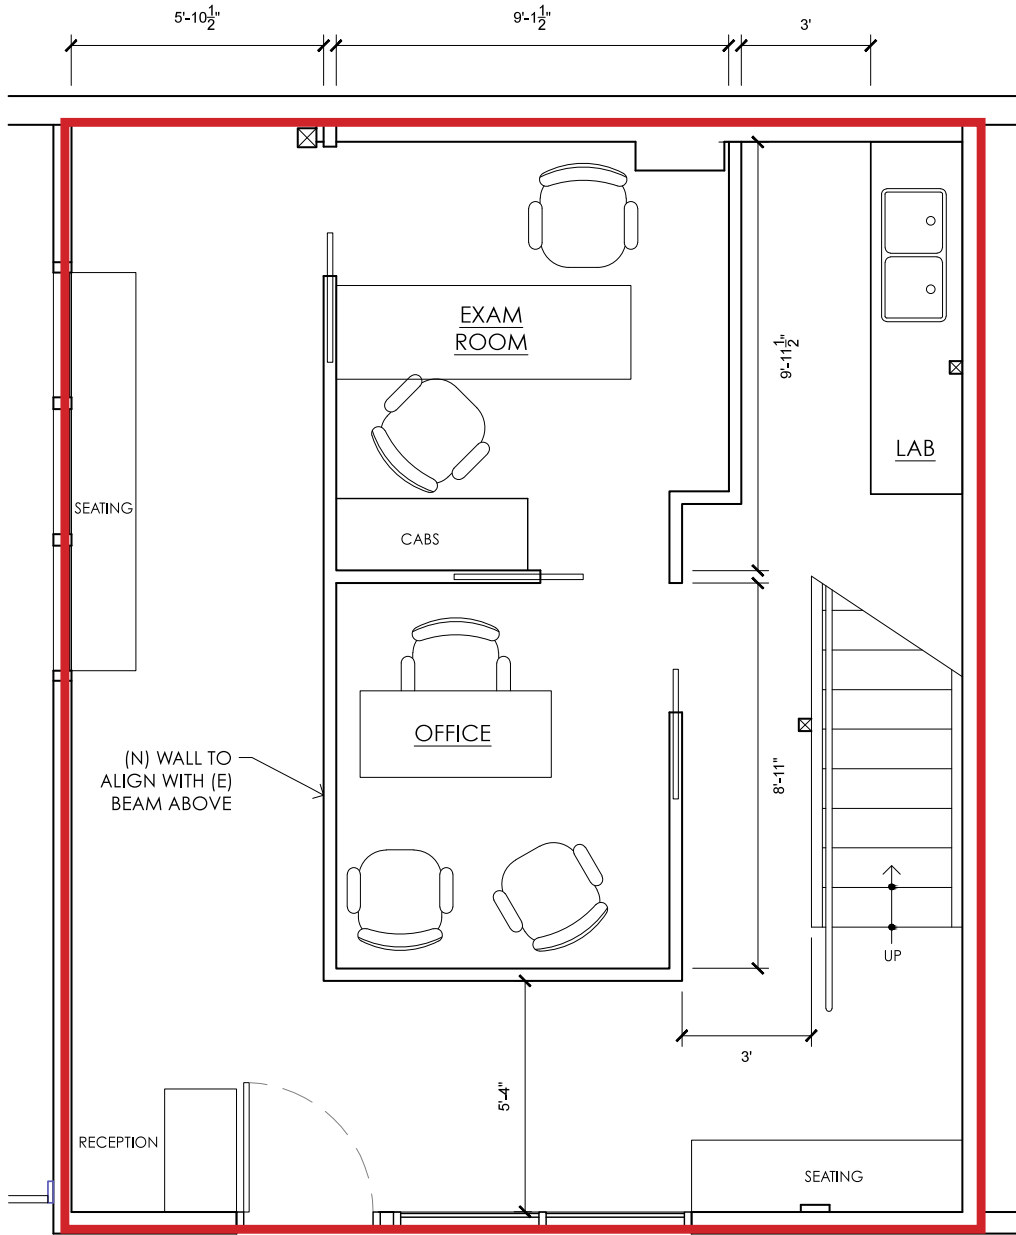 5'-10½"
9'-1½"
3'
EXAM
ROOM
9'-11½"
LAB
SEATING
CABS
OFFICE
(N) WALL TO
ALIGN WITH (E)
BEAM ABOVE
8'-11"
UP
3'
5'-4"
RECEPTION
SEATING